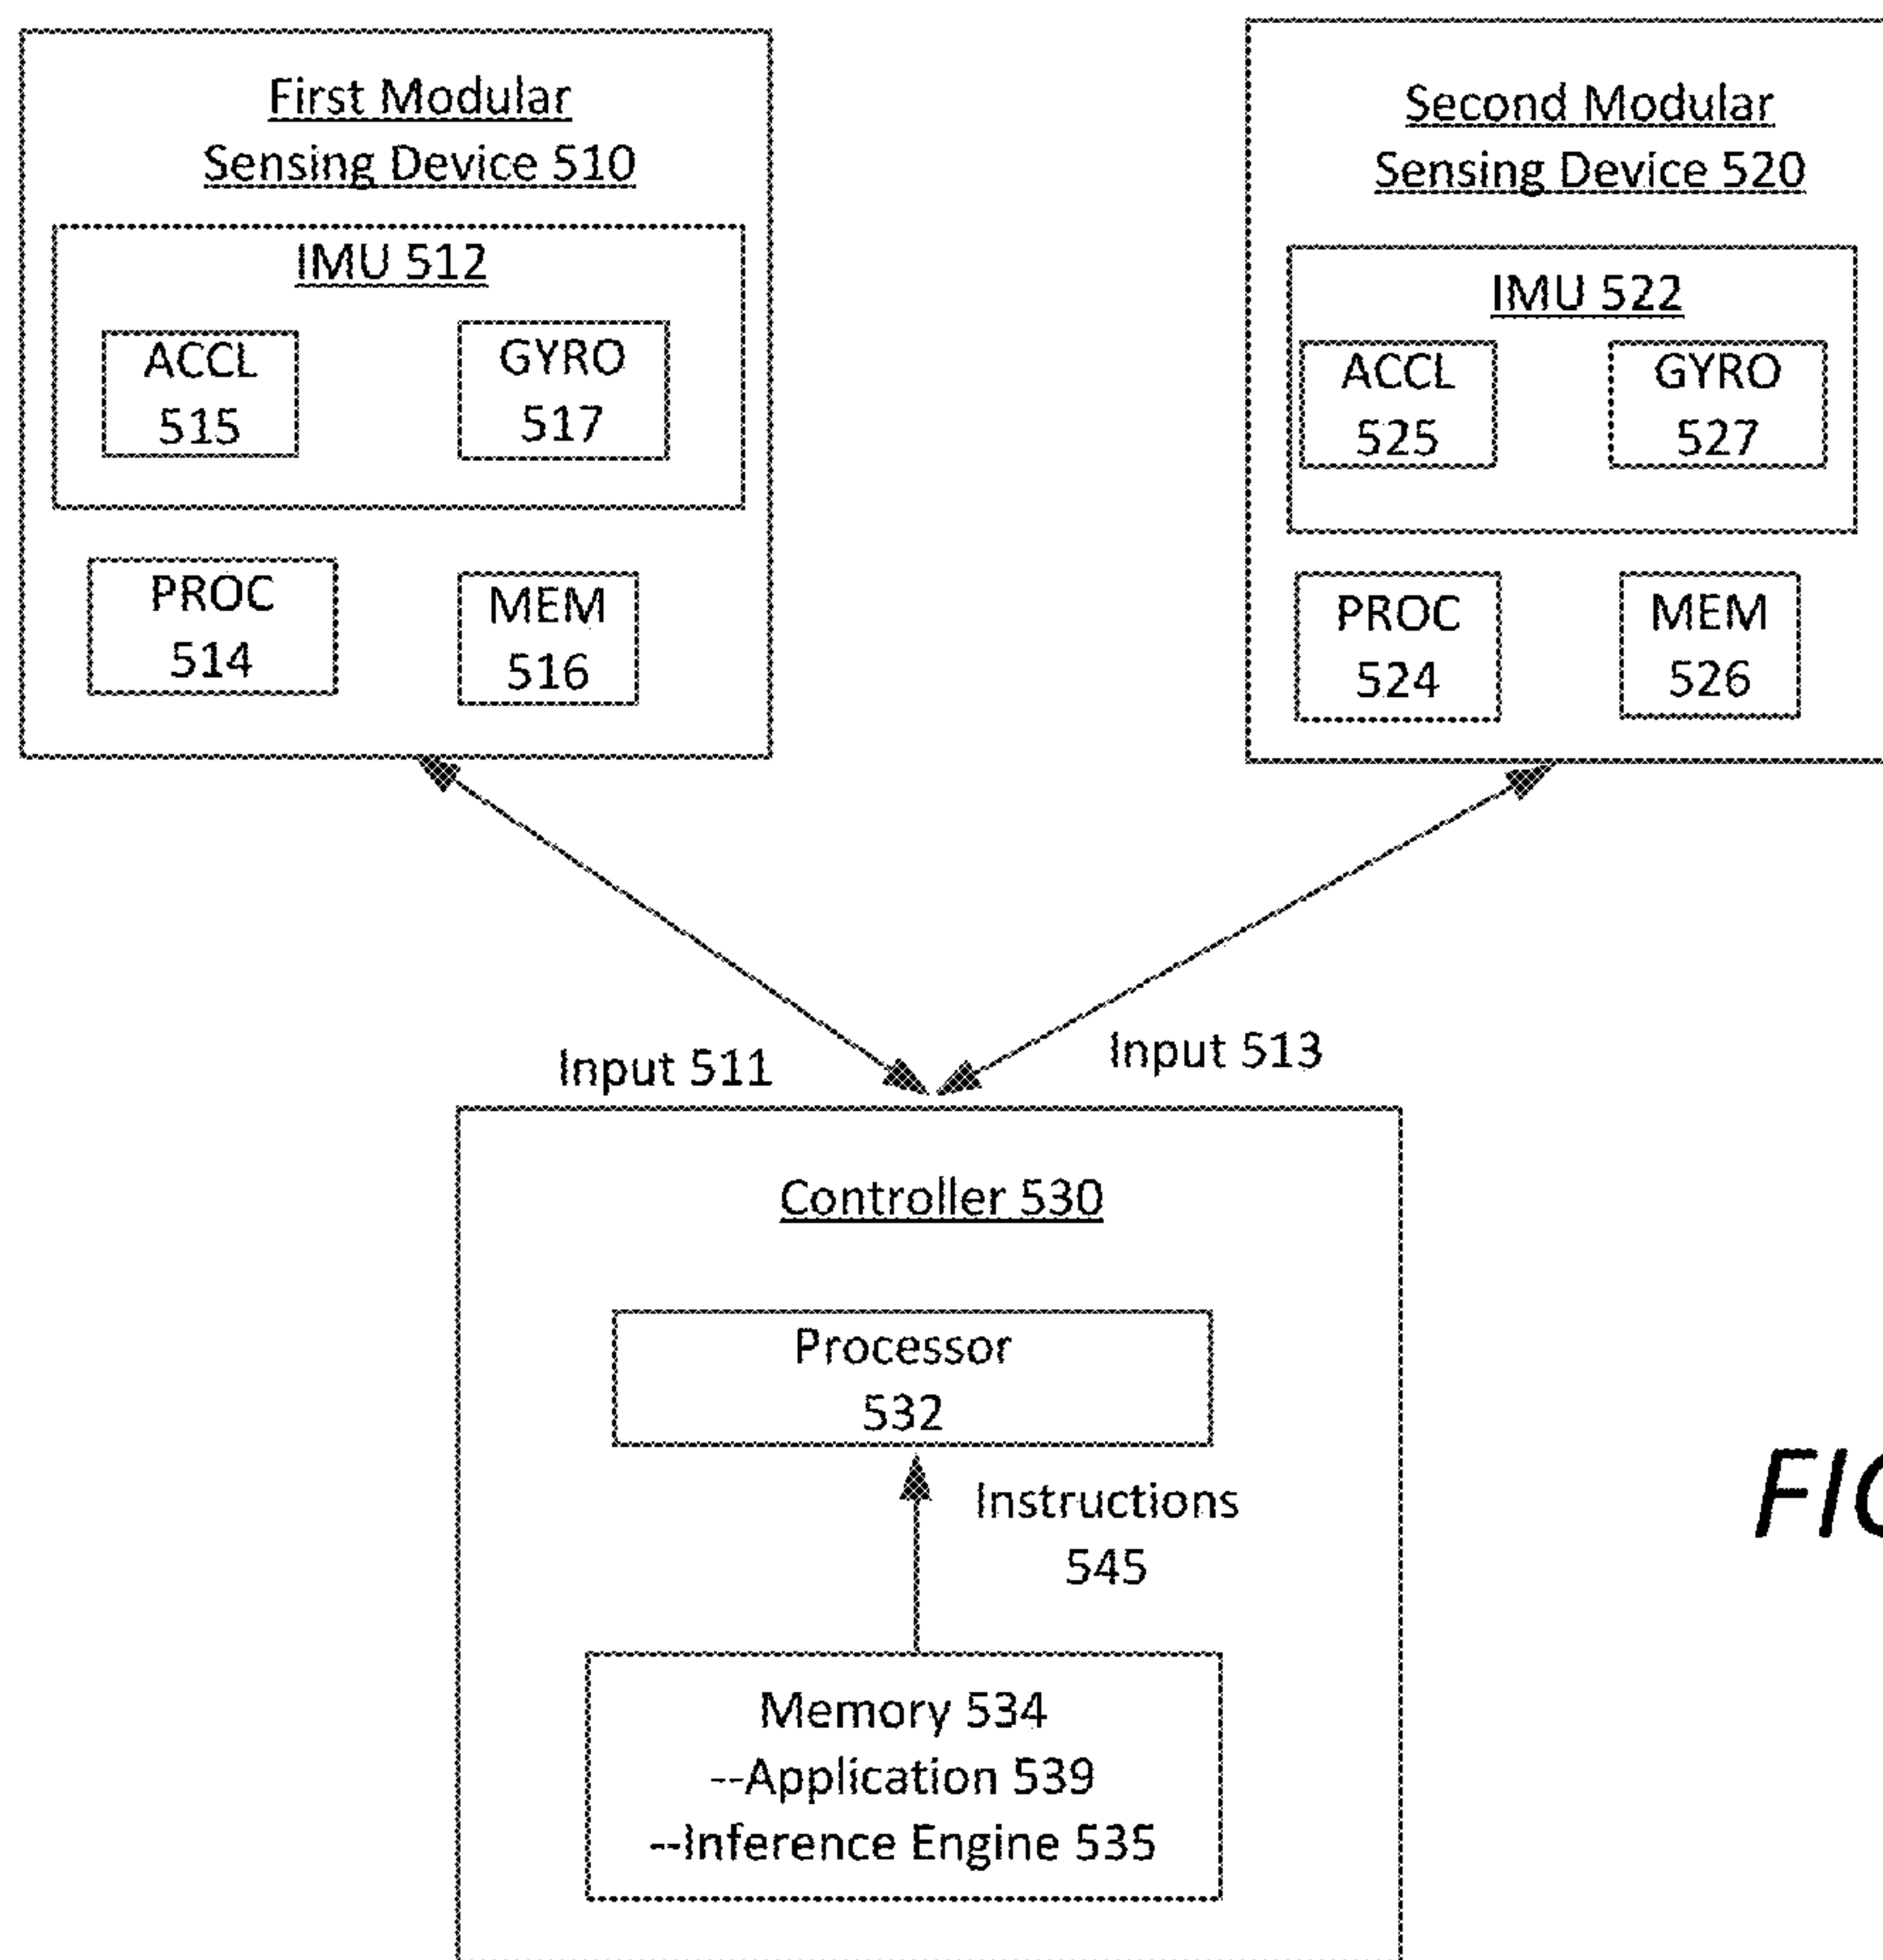 First Modular
Sensing Device 510
IMU 512
ACCL
515
GYRO
517
PROC
514
MEM
516
Second Modular
Sensing Device 520
IMU 522
ACCL
525
GYRO
527
PROC
524
MEM
526
Input 511
Input 513
Controller 530
Processor
532
Instructions
545
Memory 534
--Application 539
--Inference Engine 535